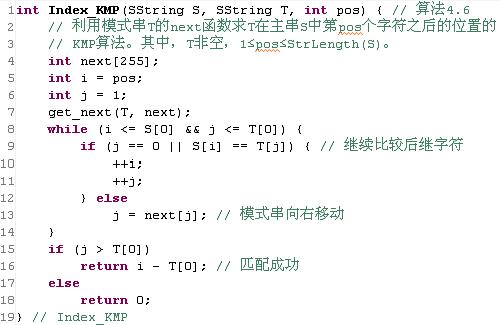 1 int Index_KMP(SString S, SString T, int pos) { // 算法4.6
2 // 利用模式串T的next函数求T在主串S中第pos个字符之后的位置的
3 // KMP算法。其中，T非空，1≤pos≤StrLength(S)。
4 int next[255];
5 int i = pos;
6 int j = 1;
7 get_next(T, next);
8 while (i <= S[0] && j <= T[0]) {
9 if (j == 0 || S[i] == T[j]) { // 继续比较后继字符
10 ++i;
11 ++j;
12 } else
13 j = next[j]; // 模式串向右移动
14 }
15 if (j > T[0])
16 return i - T[0]; // 匹配成功
17 else
18 return 0;
19 } // Index_KMP